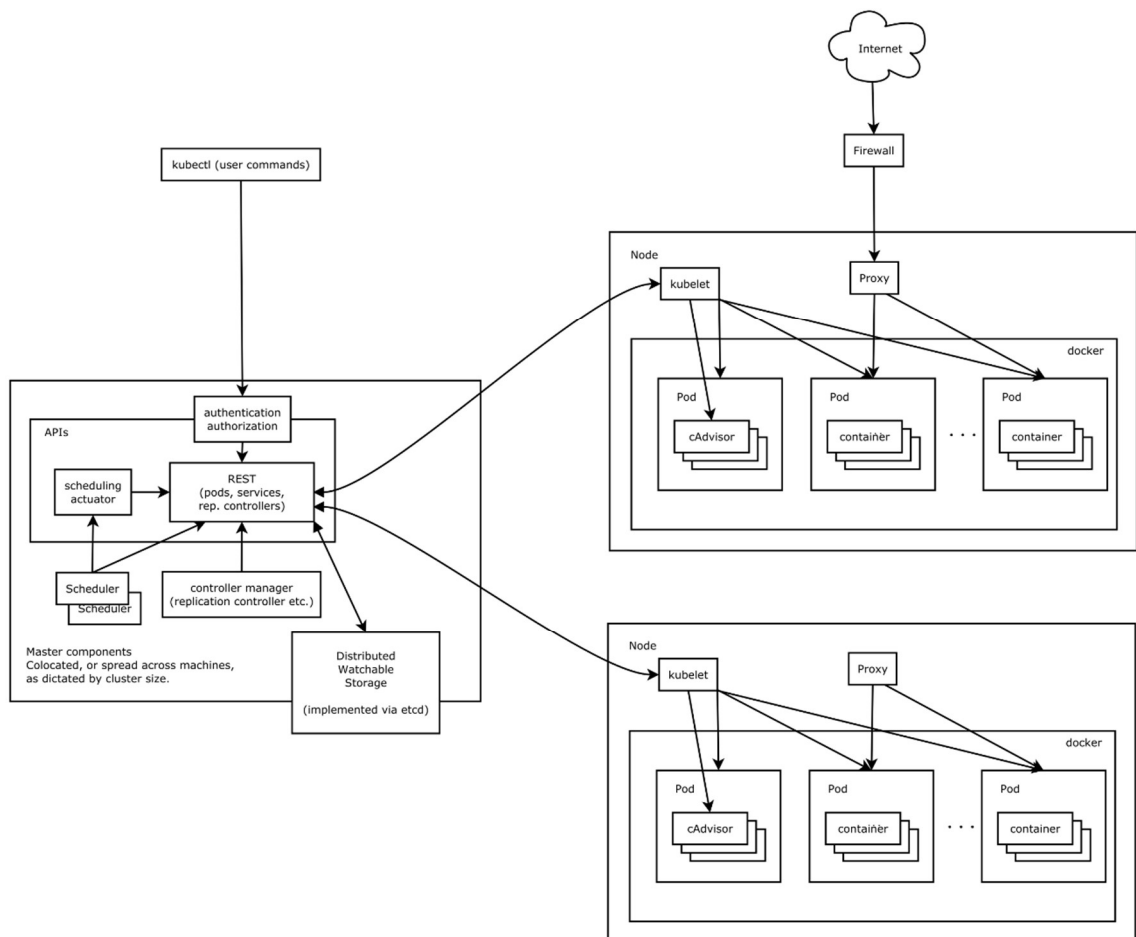 Internet
Firewall
kubectl (user commands)
Node
kubelet
Proxy
docker
Pod
cAdvisor
Pod
container
. . .
Pod
container
authentication
authorization
APIs
scheduling
actuator
REST
(pods, services,
rep. controllers)
Scheduler
Scheduler
controller manager
(replication controller etc.)
Master components
Colocated, or spread across machines,
as dictated by cluster size.
Distributed
Watchable
Storage
(implemented via etcd)
Node
kubelet
Proxy
docker
Pod
cAdvisor
Pod
container
. . .
Pod
container